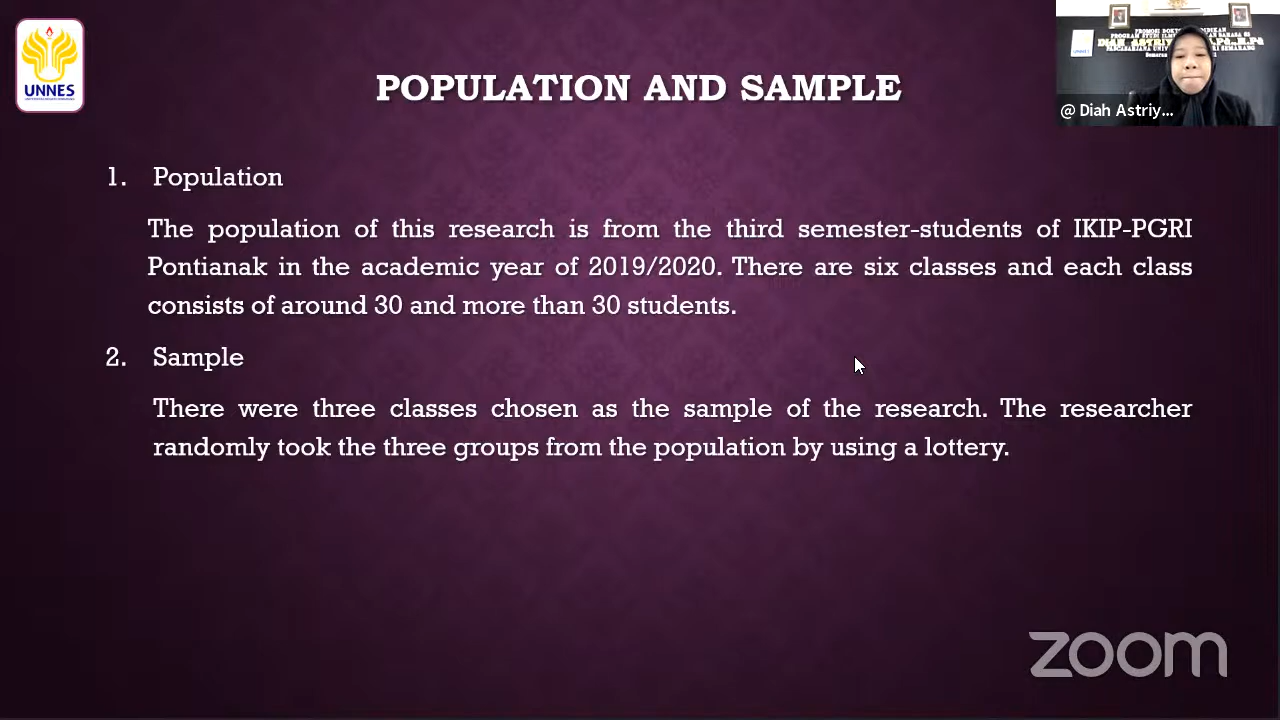 UNNES
POPULATION AND SAMPLE
@ Diah Astriy...
1. Population
The population of this research is from the third semester-students of IKIP-PGRI
Pontianak in the academic year of 2019/2020. There are six classes and each class
consists of around 30 and more than 30 students.
2. Sample
There were three classes chosen as the sample of the research. The researcher
randomly took the three groups from the population by using a lottery.
zoom